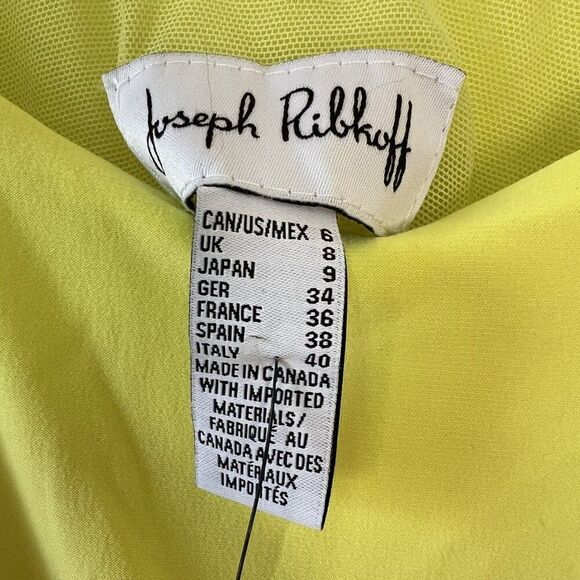 Joseph Ribkoff
CAN/US/MEX 6
UK 8
JAPAN 9
GER 34
FRANCE 36
SPAIN 38
ITALY 40
MADE IN CANADA
WITH IMPORTED
MATERIALS/
FABRIQUÉ AU
CANADA AVEC DES
MATÉRIAUX
IMPORTÉS